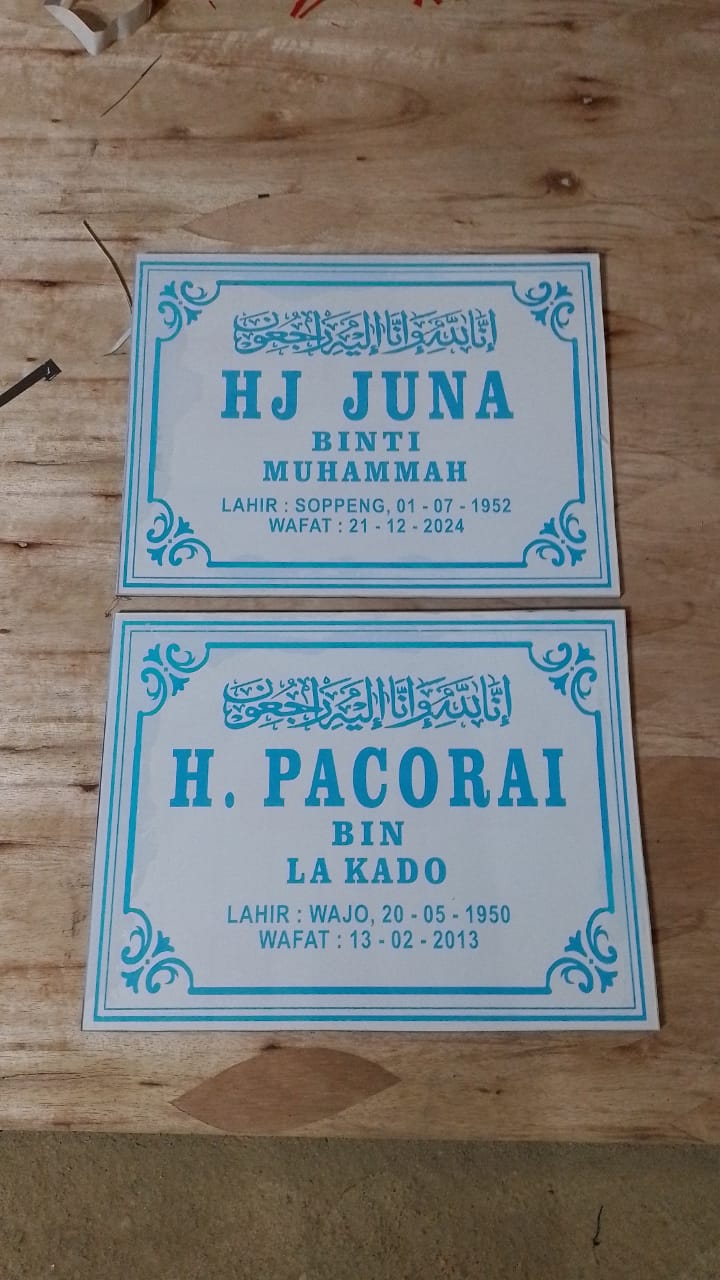 إنا لله وإنا إليه راجعون
HJ JUNA
BINTI
MUHAMMAH
LAHIR : SOPPENG, 01 - 07 - 1952
WAFAT : 21 - 12 - 2024
إنا لله وإنا إليه راجعون
H. PACORAI
BIN
LA KADO
LAHIR : WAJO, 20 - 05 - 1950
WAFAT : 13 - 02 - 2013